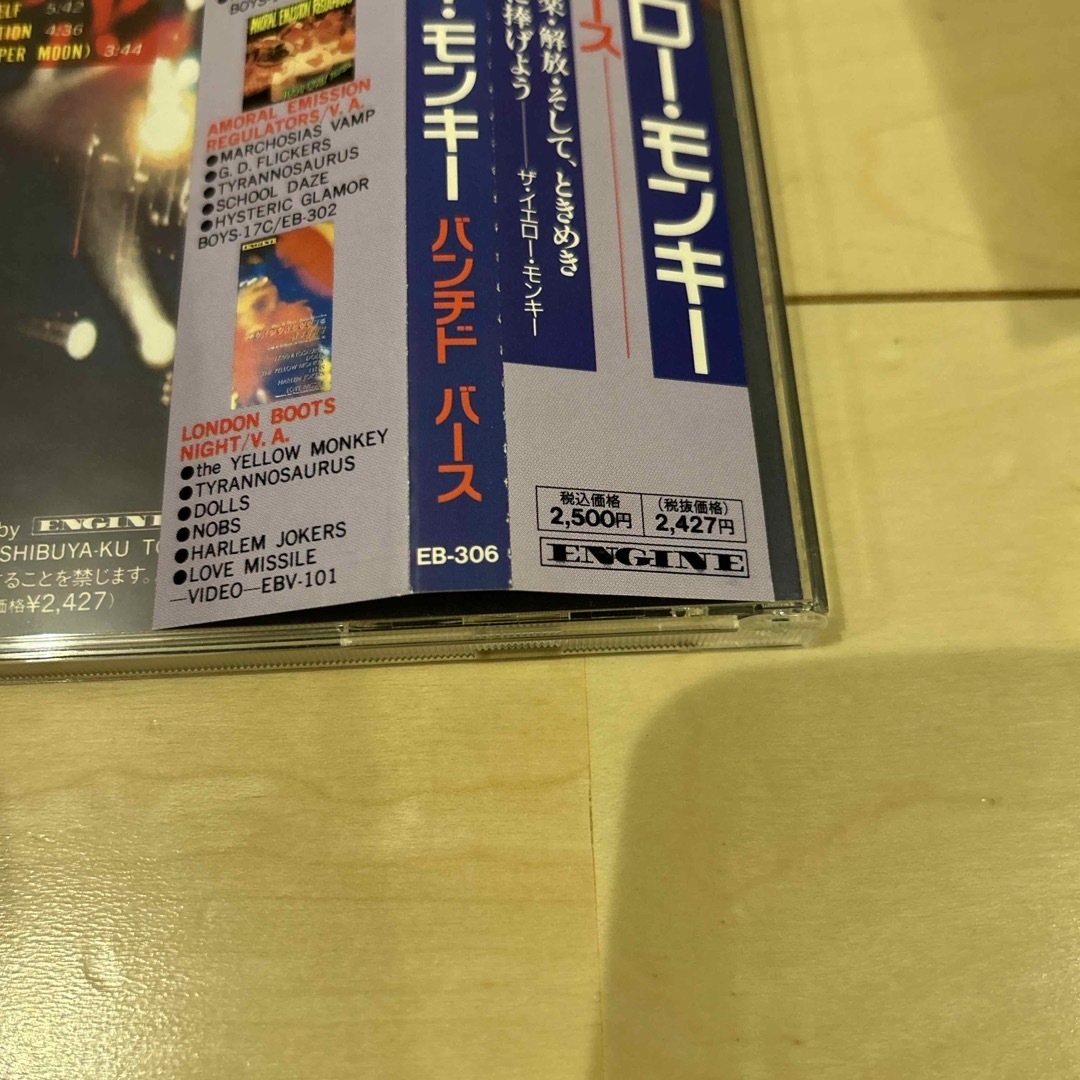 ELF 5:42
TION 4:36
PER MOON) 3:44
by ENGINE
SHIBUYA-KU TO
することを禁じます。
価格¥2,427)
AMORAL EMISSION
REGULATORS/V. A.
●MARCHOSIAS VAMP
●G. D. FLICKERS
●TYRANNOSAURUS
●SCHOOL DAZE
●HYSTERIC GLAMOR
BOYS-17C/EB-302
LONDON BOOTS
NIGHT/V. A.
●the YELLOW MONKEY
●TYRANNOSAURUS
●DOLLS
●NOBS
●HARLEM JOKERS
●LOVE MISSILE
—VIDEO—EBV-101
・モンキー バンチド バース
EB-306
ロー・モンキー
ース
楽・解放・そして、ときめき
捧げよう——
ザ・イエロー・モンキー
税込価格
2,500円
(税抜価格)
2,427円
ENGINE